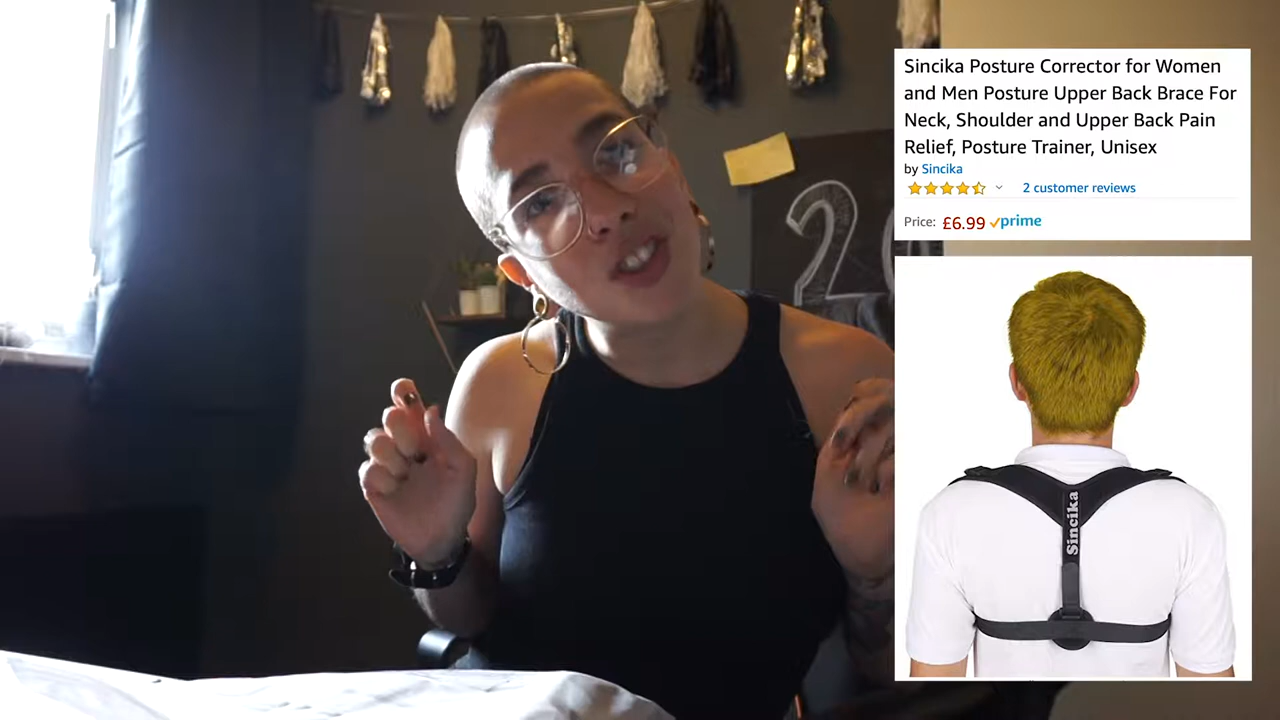 Sincika Posture Corrector for Women
and Men Posture Upper Back Brace For
Neck, Shoulder and Upper Back Pain
Relief, Posture Trainer, Unisex
by Sincika
2 customer reviews
Price: £6.99 prime
20
Sincika